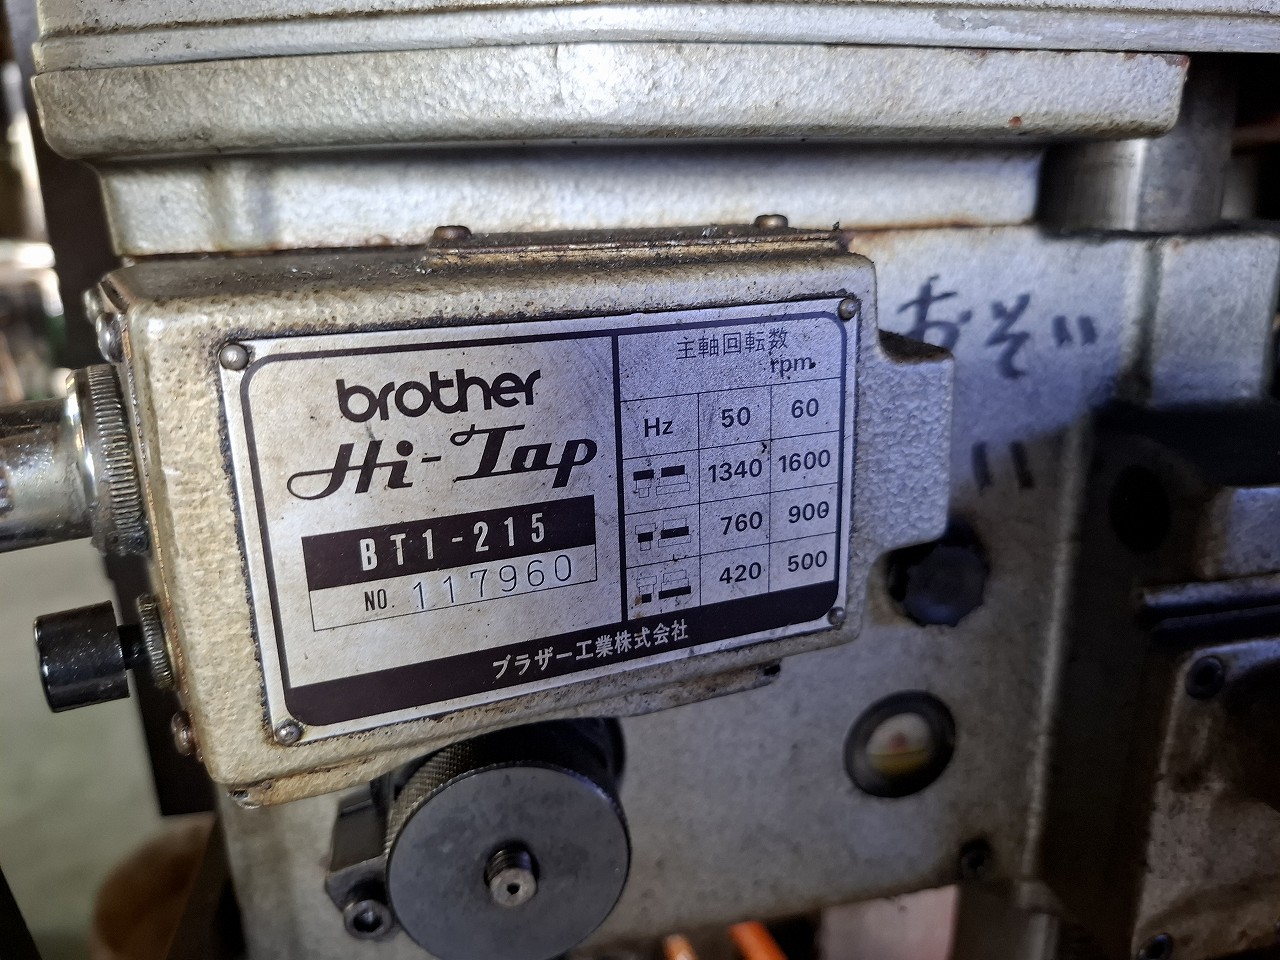 brother
Hi-Tap
BT1-215
NO. 117960
主軸回転数
rpm.
Hz 50 60
1340 1600
760 900
420 500
ブラザー工業株式会社
おそい